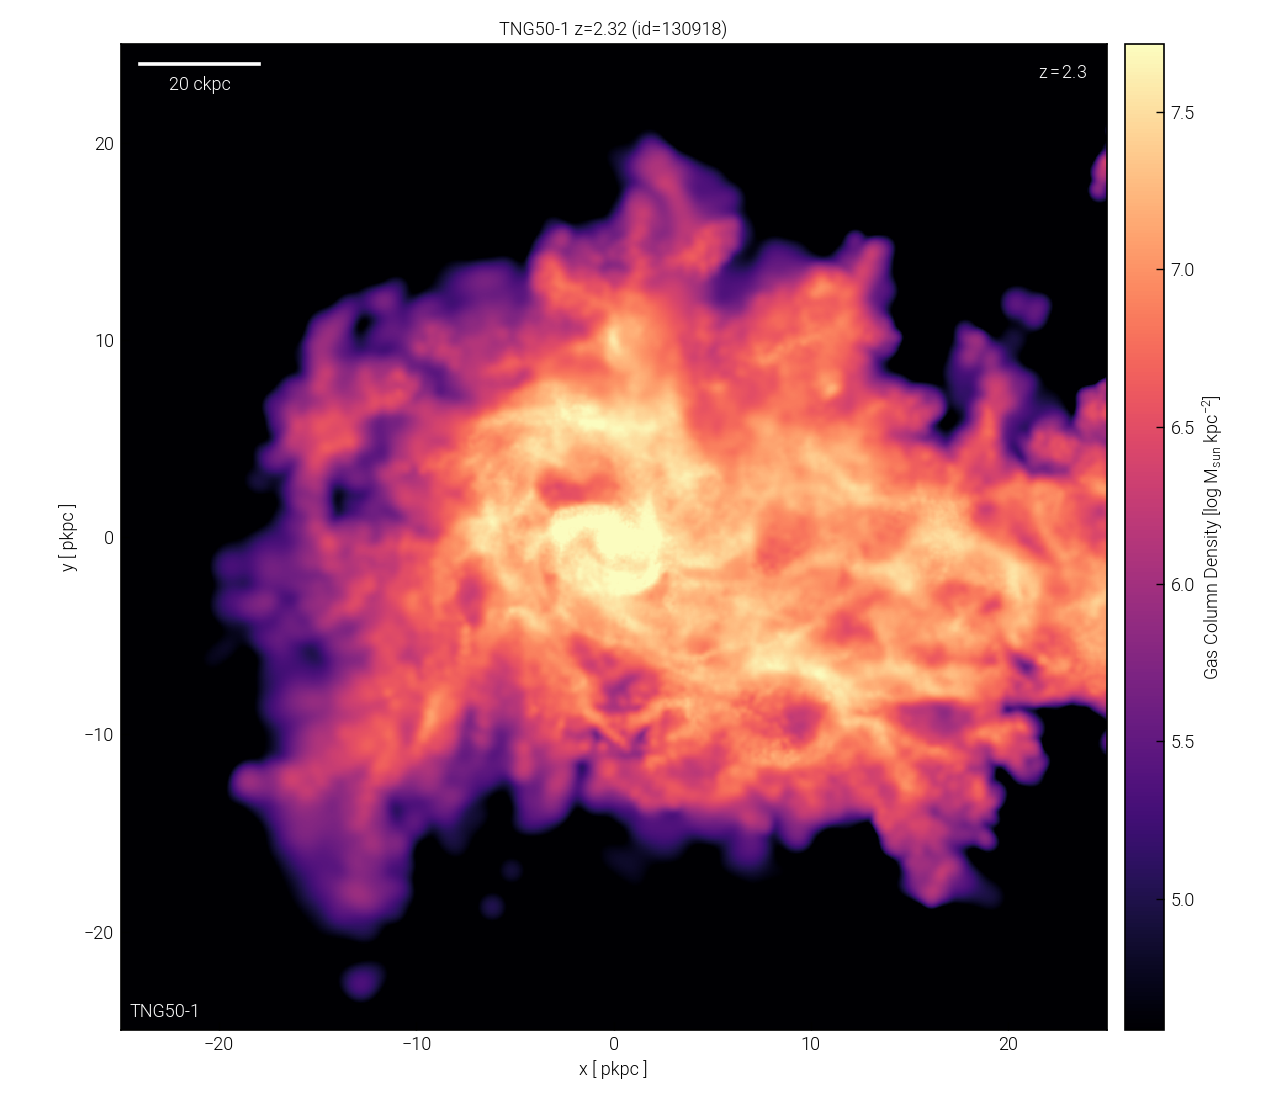 TNG50-1 z=2.32 (id=130918)
20 ckpc
z=2.3
TNG50-1
20
10
0
−10
−20
y [ pkpc ]
−20
−10
0
10
20
x [ pkpc ]
7.5
7.0
6.5
6.0
5.5
5.0
Gas Column Density [log M_sun kpc^−2]